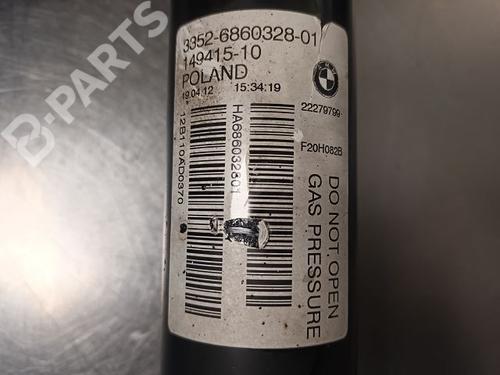 3352-6860328-01
149415-10
POLAND
19.04.12 15:34:19
BMW
22279799
F20H082B
HA686032801
12B110AD0370
DO NOT OPEN
GAS PRESSURE
B-PARTS